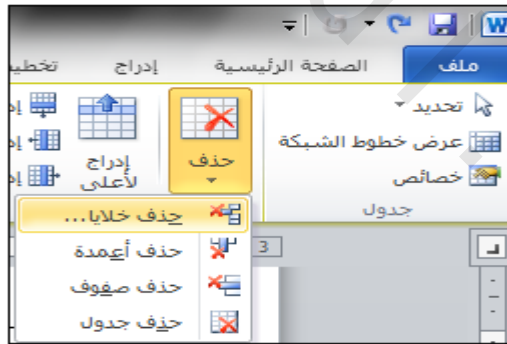 W
ملف الصفحة الرئيسية إدراج
تحديد
عرض خطوط الشبكة
خصائص
جدول
حذف
إدراج لأعلى
حذف خلايا...
حذف أعمدة
حذف صفوف
حذف جدول
3